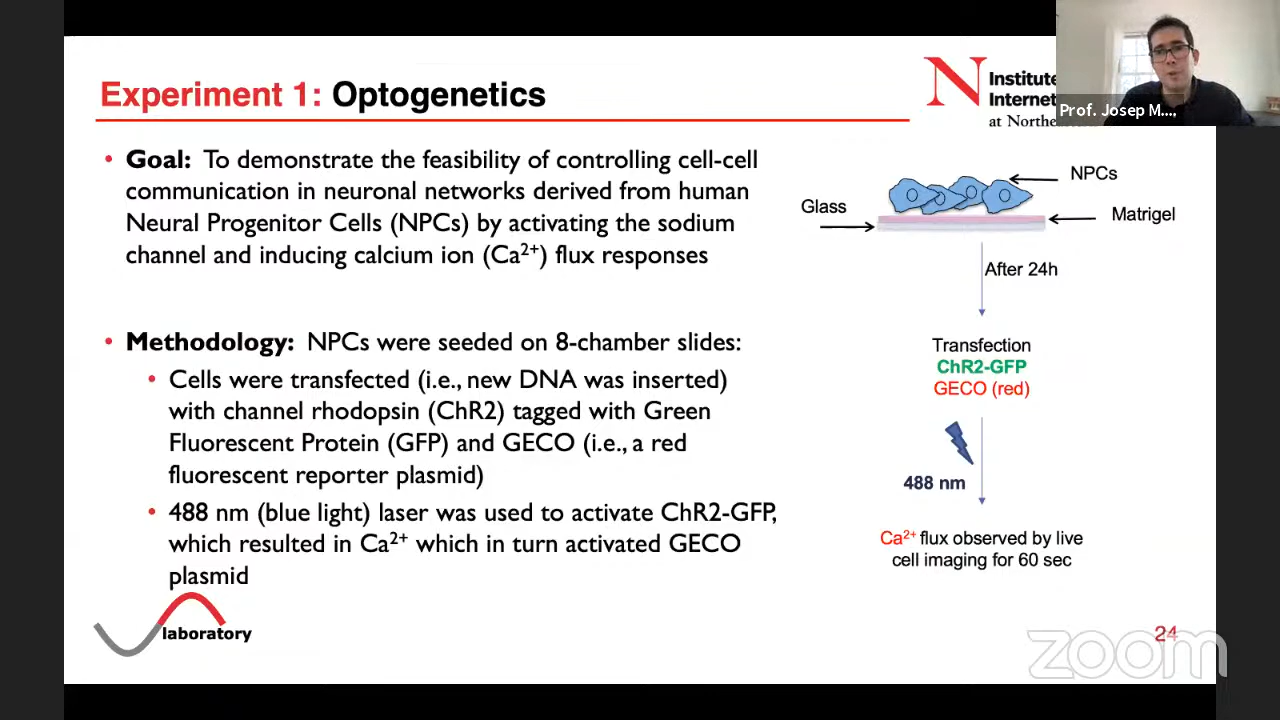 Experiment 1: Optogenetics
N
Institute
Internet
at Northe
Prof. Josep M...,
• Goal: To demonstrate the feasibility of controlling cell-cell
communication in neuronal networks derived from human
Neural Progenitor Cells (NPCs) by activating the sodium
channel and inducing calcium ion (Ca²⁺) flux responses
• Methodology: NPCs were seeded on 8-chamber slides:
• Cells were transfected (i.e., new DNA was inserted)
with channel rhodopsin (ChR2) tagged with Green
Fluorescent Protein (GFP) and GECO (i.e., a red
fluorescent reporter plasmid)
• 488 nm (blue light) laser was used to activate ChR2-GFP,
which resulted in Ca²⁺ which in turn activated GECO
plasmid
NPCs
Glass
Matrigel
After 24h
Transfection
ChR2-GFP
GECO (red)
488 nm
Ca²⁺ flux observed by live
cell imaging for 60 sec
laboratory
24
zoom